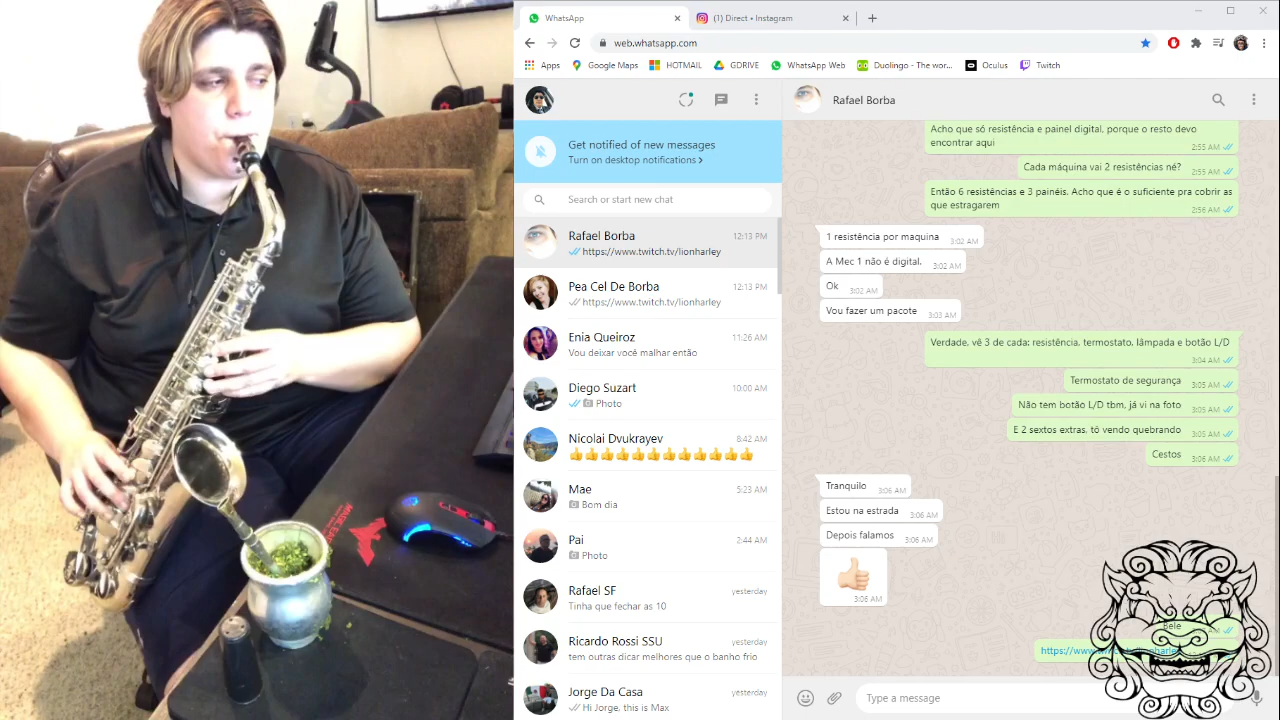 WhatsApp
(1) Direct • Instagram
web.whatsapp.com
Apps
Google Maps
HOTMAIL
GDRIVE
WhatsApp Web
Duolingo - The wor...
Oculus
Twitch
Get notified of new messages
Turn on desktop notifications >
Search or start new chat
Rafael Borba
12:13 PM
https://www.twitch.tv/lionharley
Pea Cel De Borba
12:13 PM
https://www.twitch.tv/lionharley
Enia Queiroz
11:26 AM
Vou deixar você malhar então
Diego Suzart
10:00 AM
Photo
Nicolai Dvukrayev
8:42 AM
👍👍👍👍👍👍👍👍👍👍👍👍
Mae
5:23 AM
Bom dia
Pai
2:44 AM
Photo
Rafael SF
yesterday
Tinha que fechar as 10
Ricardo Rossi SSU
yesterday
tem outras dicar melhores que o banho frio
Jorge Da Casa
yesterday
Hi Jorge, this is Max
Rafael Borba
Acho que só resistência e painel digital, porque o resto devo
encontrar aqui
2:55 AM
Cada máquina vai 2 resistências né?
2:55 AM
Então 6 resistências e 3 painéis. Acho que é o suficiente pra cobrir as
que estragarem
2:56 AM
1 resistência por maquina
3:02 AM
A Mec 1 não é digital.
3:02 AM
Ok
3:02 AM
Vou fazer um pacote
3:03 AM
Verdade, vê 3 de cada: resistência, termostato, lâmpada e botão L/D
3:04 AM
Termostato de segurança
3:05 AM
Não tem botão L/D tbm, já vi na foto
3:05 AM
E 2 sextos extras, tô vendo quebrando
3:05 AM
Cestos
3:06 AM
Tranquilo
3:06 AM
Estou na estrada
3:06 AM
Depois falamos
3:06 AM
👍🏻
3:06 AM
Bele
https://www
Type a message